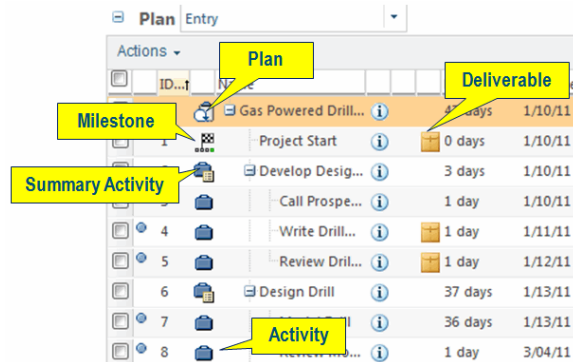 Plan Entry
Actions
Plan
ID... Name
Deliverable
Gas Powered Drill... days 1/10/11
Milestone
1 Project Start 0 days 1/10/11
Develop Desig... 3 days 1/10/11
Summary Activity
Call Prospe... 1 day 1/10/11
4 Write Drill... 1 day 1/11/11
5 Review Dril... 1 day 1/12/11
6 Design Drill 37 days 1/13/11
7 36 days 1/13/11
Activity
8 1 day 3/04/11